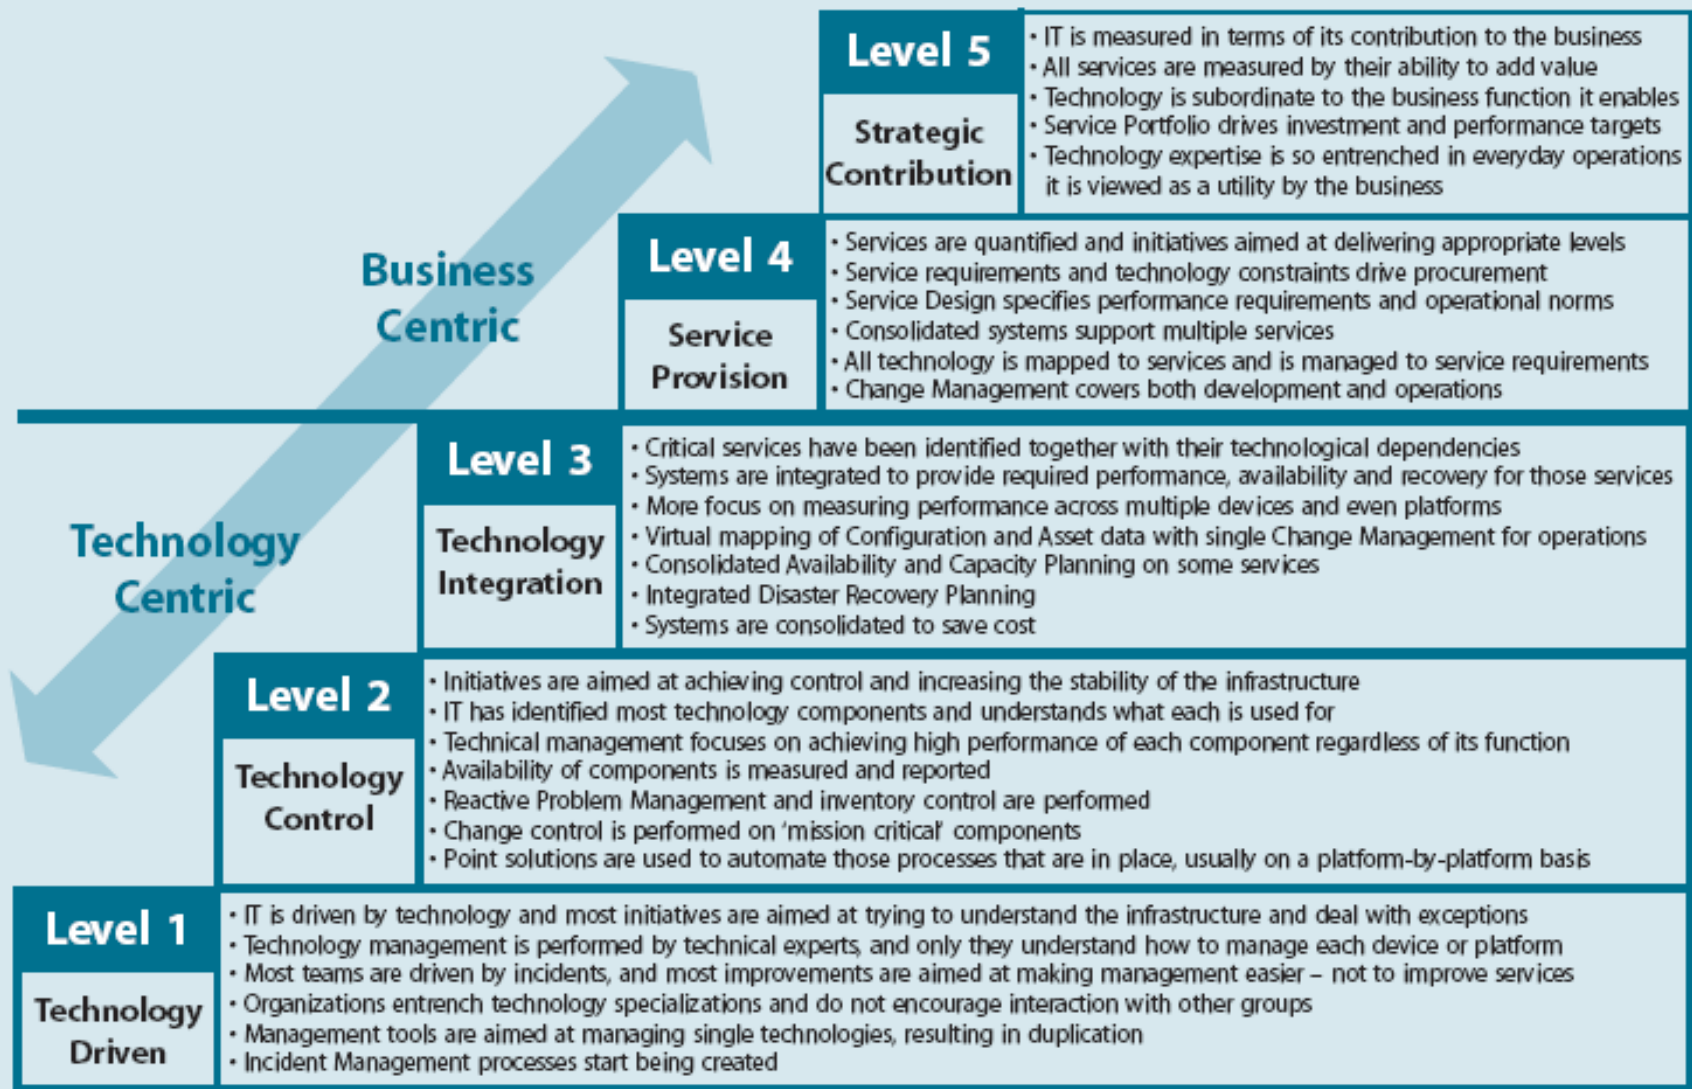 Level 5
Strategic
Contribution
• IT is measured in terms of its contribution to the business
• All services are measured by their ability to add value
• Technology is subordinate to the business function it enables
• Service Portfolio drives investment and performance targets
• Technology expertise is so entrenched in everyday operations
it is viewed as a utility by the business
Business
Centric
Level 4
Service
Provision
• Services are quantified and initiatives aimed at delivering appropriate levels
• Service requirements and technology constraints drive procurement
• Service Design specifies performance requirements and operational norms
• Consolidated systems support multiple services
• All technology is mapped to services and is managed to service requirements
• Change Management covers both development and operations
Technology
Centric
Level 3
Technology
Integration
• Critical services have been identified together with their technological dependencies
• Systems are integrated to provide required performance, availability and recovery for those services
• More focus on measuring performance across multiple devices and even platforms
• Virtual mapping of Configuration and Asset data with single Change Management for operations
• Consolidated Availability and Capacity Planning on some services
• Integrated Disaster Recovery Planning
• Systems are consolidated to save cost
Level 2
Technology
Control
• Initiatives are aimed at achieving control and increasing the stability of the infrastructure
• IT has identified most technology components and understands what each is used for
• Technical management focuses on achieving high performance of each component regardless of its function
• Availability of components is measured and reported
• Reactive Problem Management and inventory control are performed
• Change control is performed on ‘mission critical’ components
• Point solutions are used to automate those processes that are in place, usually on a platform-by-platform basis
Level 1
Technology
Driven
• IT is driven by technology and most initiatives are aimed at trying to understand the infrastructure and deal with exceptions
• Technology management is performed by technical experts, and only they understand how to manage each device or platform
• Most teams are driven by incidents, and most improvements are aimed at making management easier – not to improve services
• Organizations entrench technology specializations and do not encourage interaction with other groups
• Management tools are aimed at managing single technologies, resulting in duplication
• Incident Management processes start being created